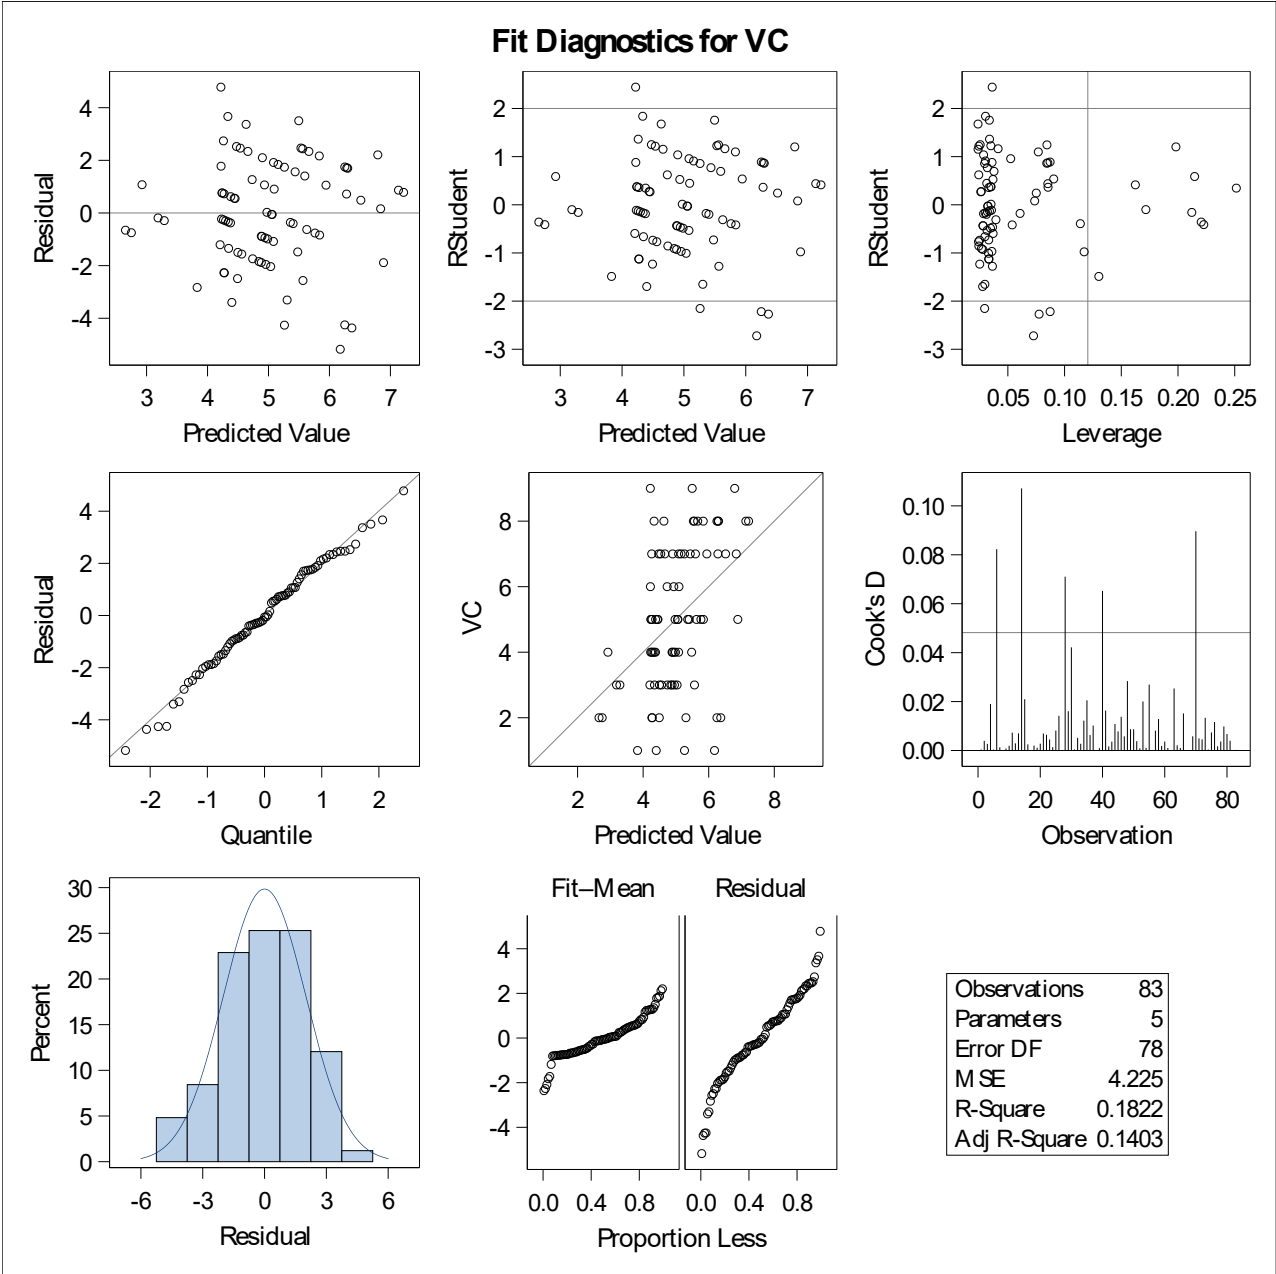 Fit Diagnostics for VC
Residual
4
2
0
-2
-4
3 4 5 6 7
Predicted Value
RStudent
2
1
0
-1
-2
-3
3 4 5 6 7
Predicted Value
RStudent
2
1
0
-1
-2
-3
0.05 0.10 0.15 0.20 0.25
Leverage
Residual
4
2
0
-2
-4
-2 -1 0 1 2
Quantile
VC
8
6
4
2
2 4 6 8
Predicted Value
Cook's D
0.10
0.08
0.06
0.04
0.02
0.00
0 20 40 60 80
Observation
Percent
30
25
20
15
10
5
0
-6 -3 0 3 6
Residual
Fit–Mean Residual
4
2
0
-2
-4
0.0 0.4 0.8 0.0 0.4 0.8
Proportion Less
Observations 83
Parameters 5
Error DF 78
MSE 4.225
R-Square 0.1822
Adj R-Square 0.1403